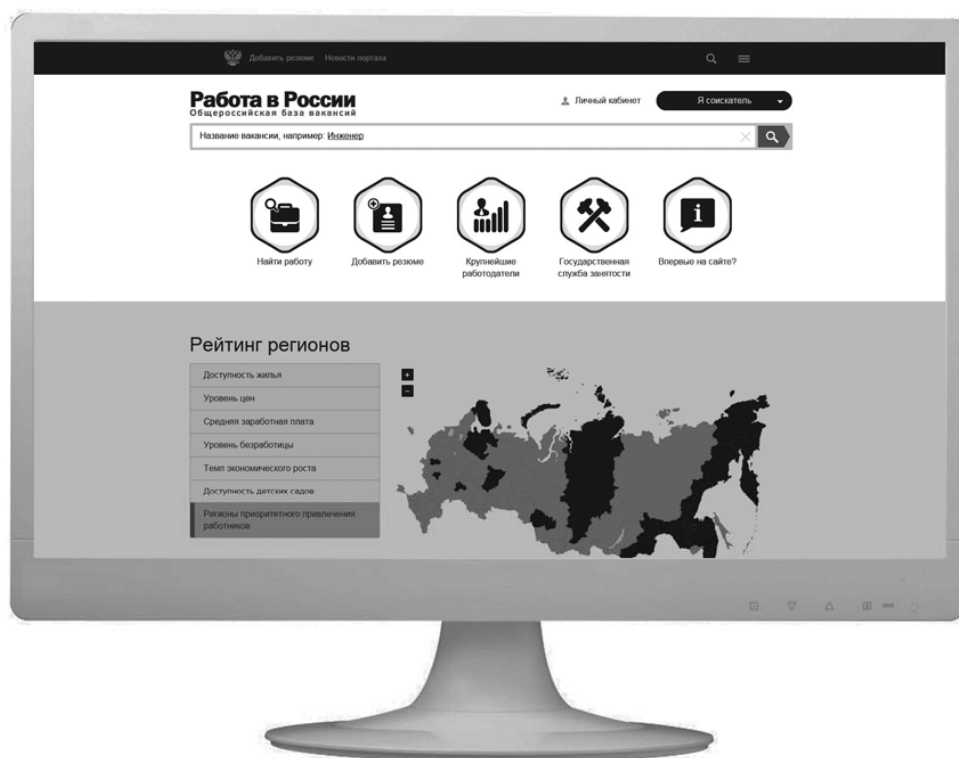 Добавить резюме Новости портала
Работа в России
Общероссийская база вакансий
Личный кабинет
Я соискатель
Название вакансии, например: Инженер
Найти работу
Добавить резюме
Крупнейшие
работодатели
Государственная
служба занятости
Впервые на сайте?
Рейтинг регионов
Доступность жилья
Уровень цен
Средняя заработная плата
Уровень безработицы
Темп экономического роста
Доступность детских садов
Регионы приоритетного привлечения
работников